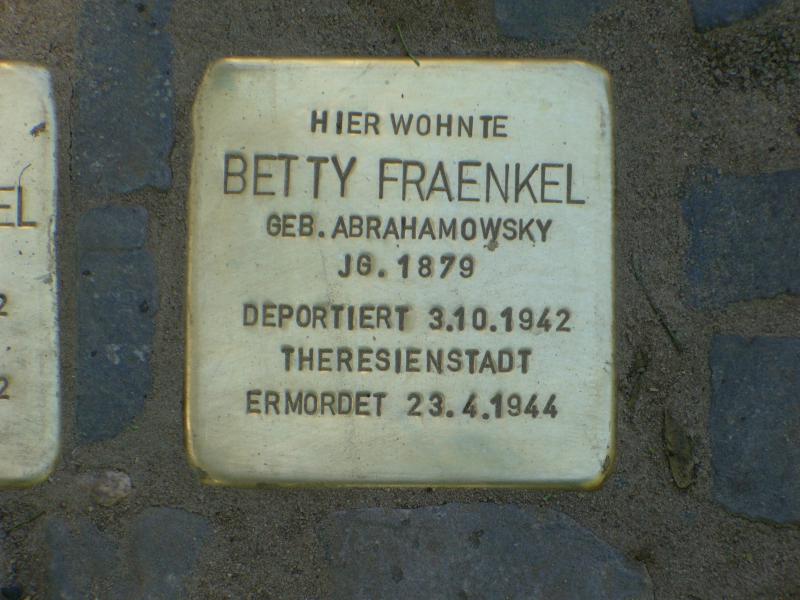 HIER WOHNTE
BETTY FRAENKEL
GEB. ABRAHAMOWSKY
JG. 1879
DEPORTIERT 3.10.1942
THERESIENSTADT
ERMORDET 23.4.1944